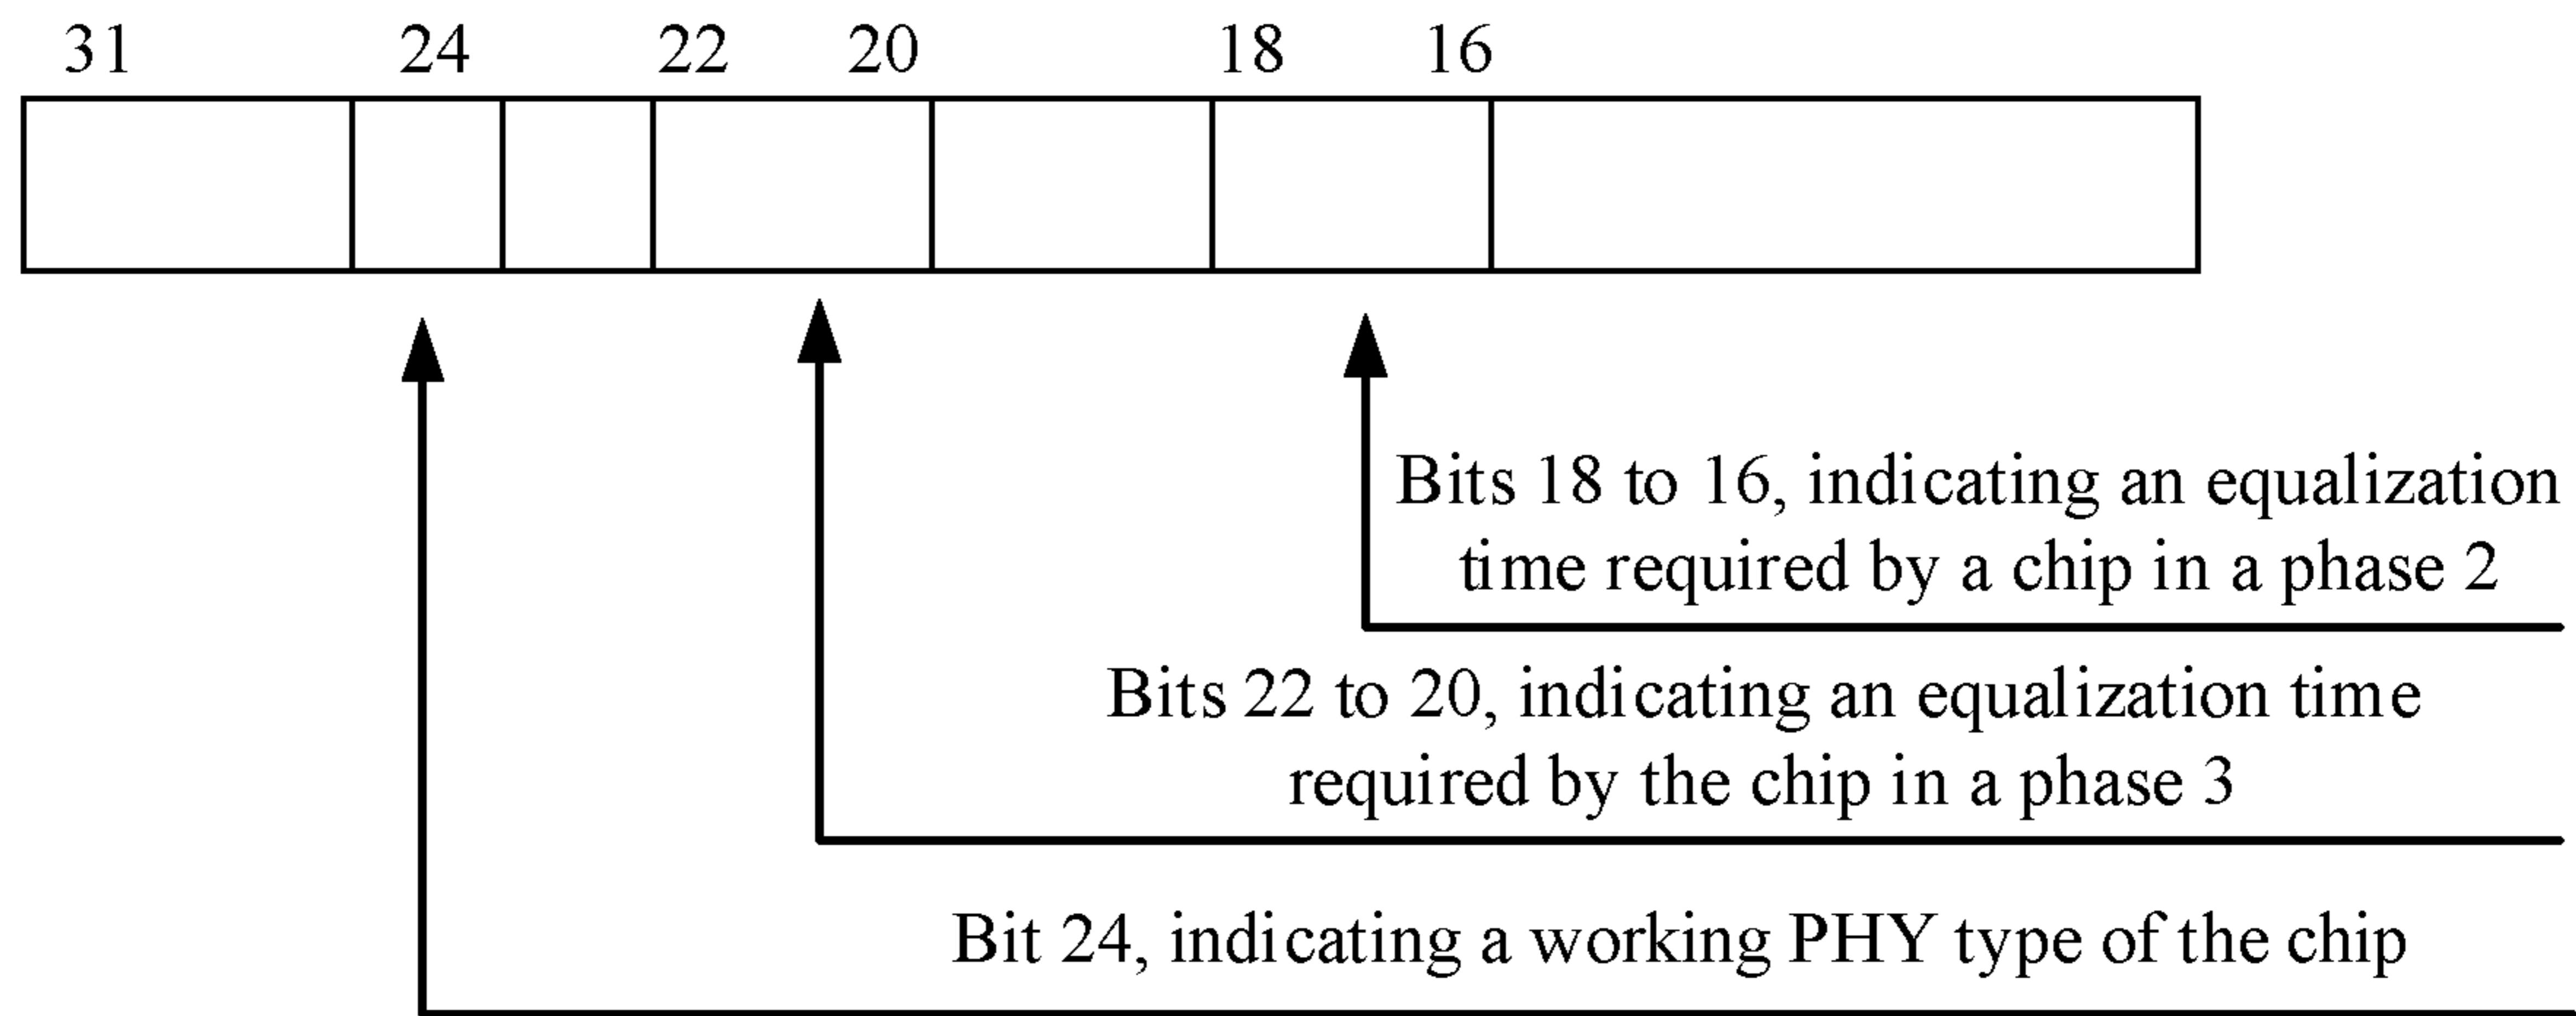 31 24 22 20 18 16
Bits 18 to 16, indicating an equalization
time required by a chip in a phase 2
Bits 22 to 20, indicating an equalization time
required by the chip in a phase 3
Bit 24, indicating a working PHY type of the chip